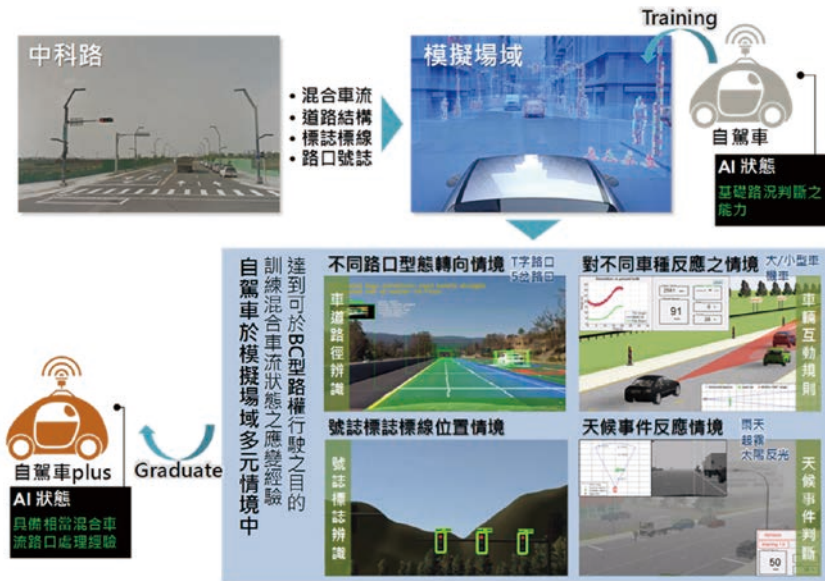 中科路
• 混合車流
• 道路結構
• 標誌標線
• 路口號誌
模擬場域
Training
自駕車
AI 狀態
基礎路況判斷之
能力
自駕車於模擬場域多元情境中
訓練混合車流狀態之應變經驗
達到可於BC型路權行駛之目的
不同路口型態轉向情境
T字路口
5岔路口
車道路徑辨識
對不同車種反應之情境
大/小型車
機車
91
車輛互動規則
號誌標誌標線位置情境
號誌標誌辨識
天候事件反應情境
雨天
起霧
太陽反光
50
天候事件判斷
Graduate
自駕車plus
AI 狀態
具備相當混合車
流路口處理經驗